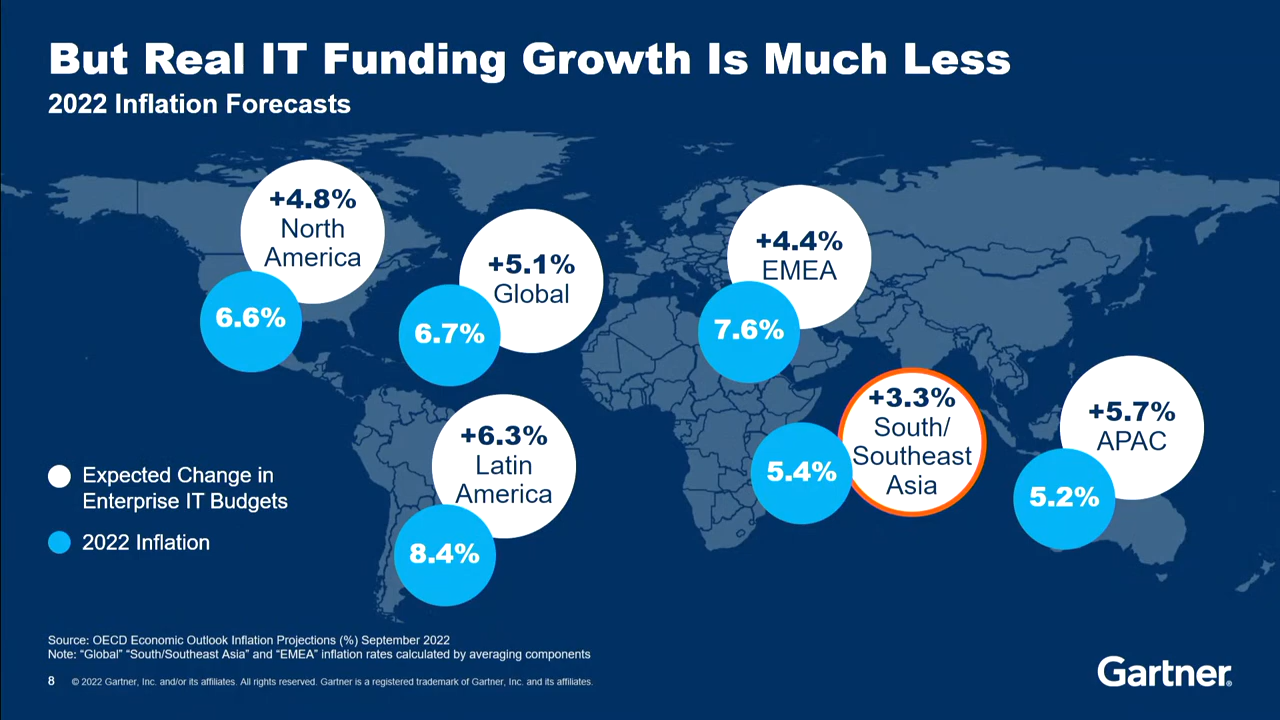 But Real IT Funding Growth Is Much Less
2022 Inflation Forecasts
+4.8%
North
America
6.6%
+5.1%
Global
6.7%
+4.4%
EMEA
7.6%
+6.3%
Latin
America
8.4%
+3.3%
South/
Southeast
Asia
5.4%
+5.7%
APAC
5.2%
Expected Change in
Enterprise IT Budgets
2022 Inflation
Source: OECD Economic Outlook Inflation Projections (%) September 2022
Note: “Global” “South/Southeast Asia” and “EMEA” inflation rates calculated by averaging components
8 © 2022 Gartner, Inc. and/or its affiliates. All rights reserved. Gartner is a registered trademark of Gartner, Inc. and its affiliates.
Gartner®